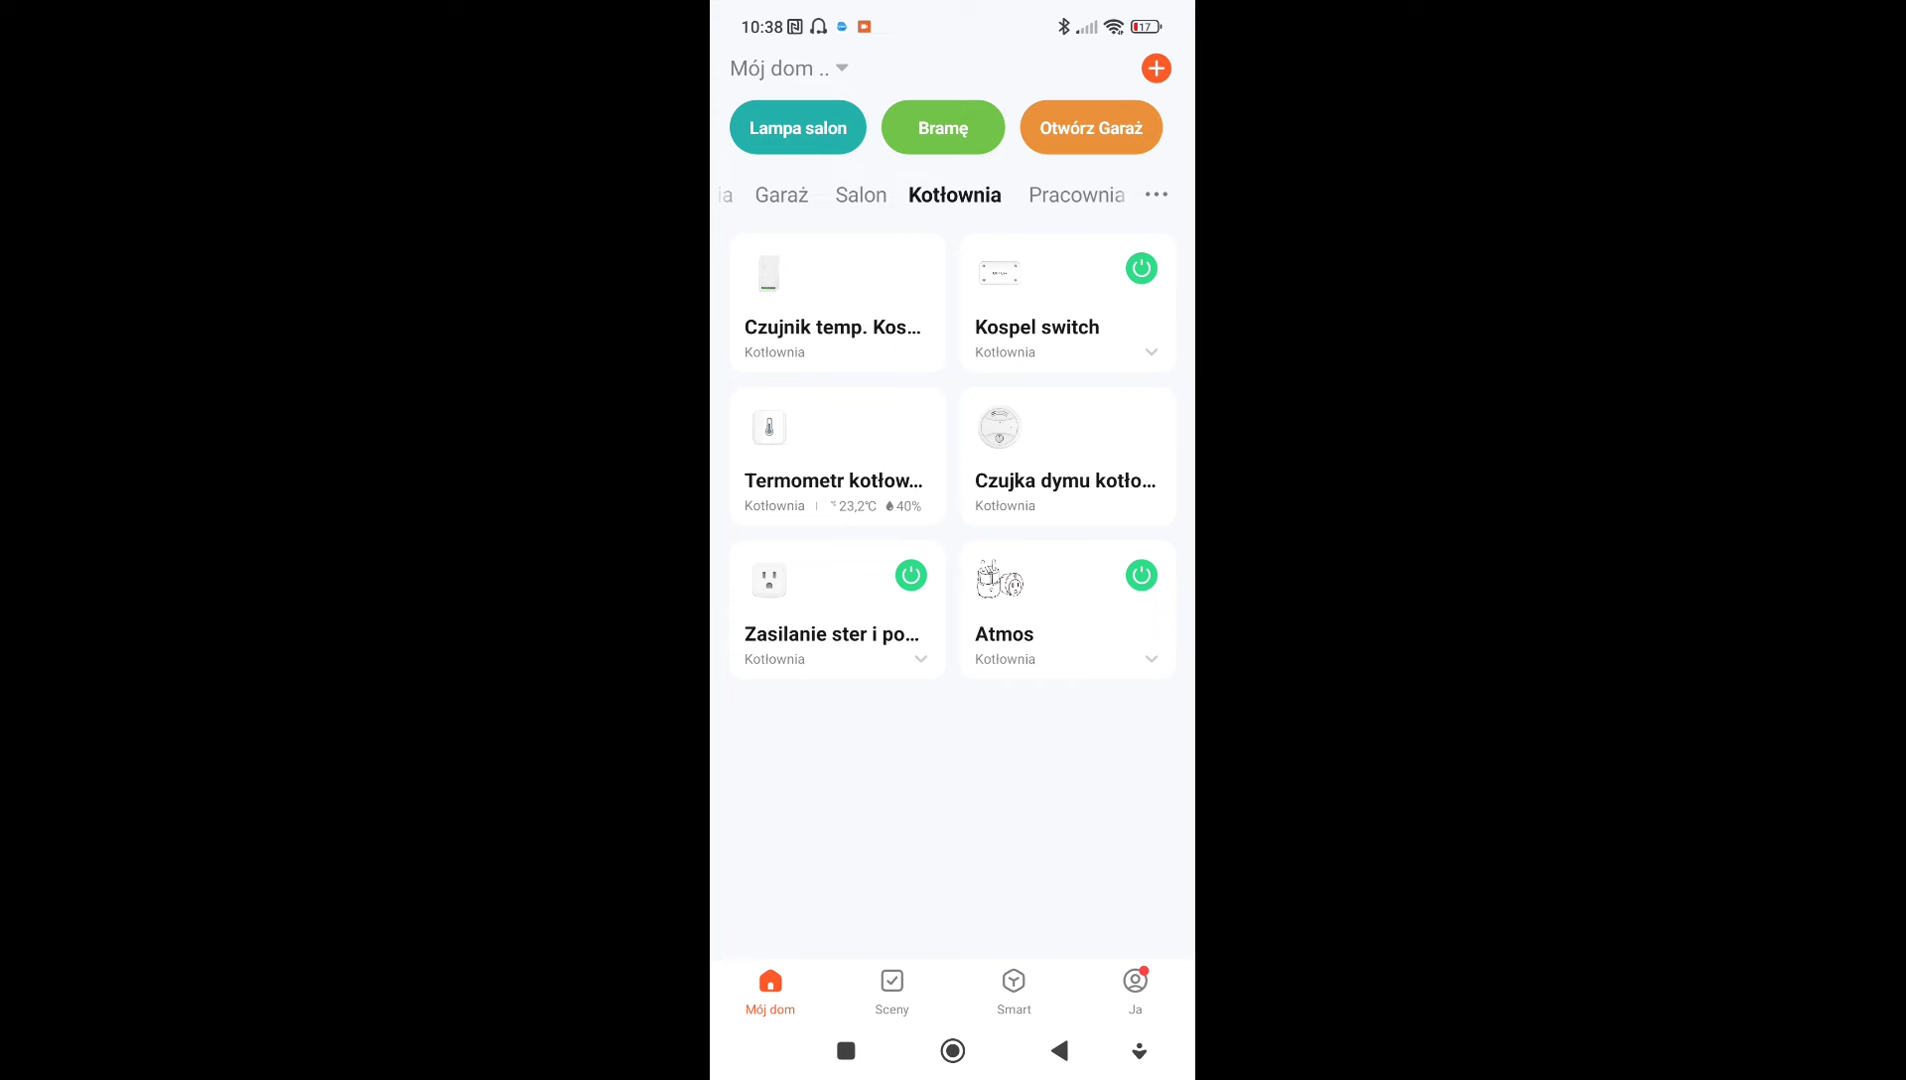 10:38
17
Mój dom ..
Lampa salon
Bramę
Otwórz Garaż
ia
Garaż
Salon
Kotłownia
Pracownia
Czujnik temp. Kos...
Kotłownia
Kospel switch
Kotłownia
Termometr kotłow...
Kotłownia | 23,2℃ 40%
Czujka dymu kotło...
Kotłownia
Zasilanie ster i po...
Kotłownia
Atmos
Kotłownia
Mój dom
Sceny
Smart
Ja